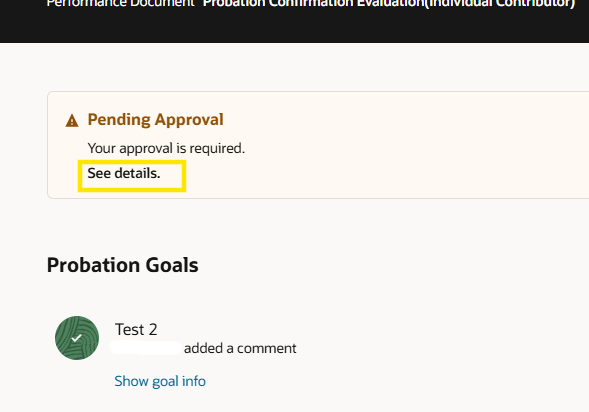 Performance Document Probation Confirmation Evaluation(Individual Contributor)
Pending Approval
Your approval is required.
See details.
Probation Goals
Test 2
added a comment
Show goal info